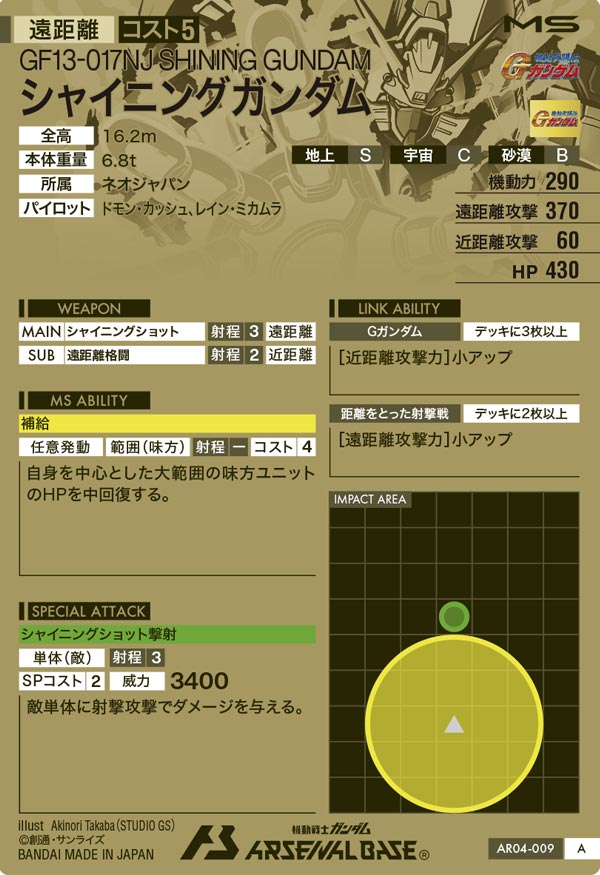 遠距離 コスト5 MS
GF13-017NJ SHINING GUNDAM
シャイニングガンダム
機動武闘伝 Gガンダム
機動武闘伝 Gガンダム
全高 16.2m
本体重量 6.8t
所属 ネオジャパン
パイロット ドモン・カッシュ、レイン・ミカムラ
地上 S 宇宙 C 砂漠 B
機動力 290
遠距離攻撃 370
近距離攻撃 60
HP 430
WEAPON
MAIN シャイニングショット 射程 3 遠距離
SUB 遠距離格闘 射程 2 近距離
MS ABILITY
補給
任意発動 範囲(味方) 射程 — コスト 4
自身を中心とした大範囲の味方ユニット
のHPを中回復する。
SPECIAL ATTACK
シャイニングショット撃射
単体(敵) 射程 3
SPコスト 2 威力 3400
敵単体に射撃攻撃でダメージを与える。
LINK ABILITY
Gガンダム デッキに3枚以上
[近距離攻撃力]小アップ
距離をとった射撃戦 デッキに2枚以上
[遠距離攻撃力]小アップ
IMPACT AREA
illust Akinori Takaba(STUDIO GS)
©創通・サンライズ
BANDAI MADE IN JAPAN
機動戦士ガンダム
ARSENAL BASE®
AR04-009 A